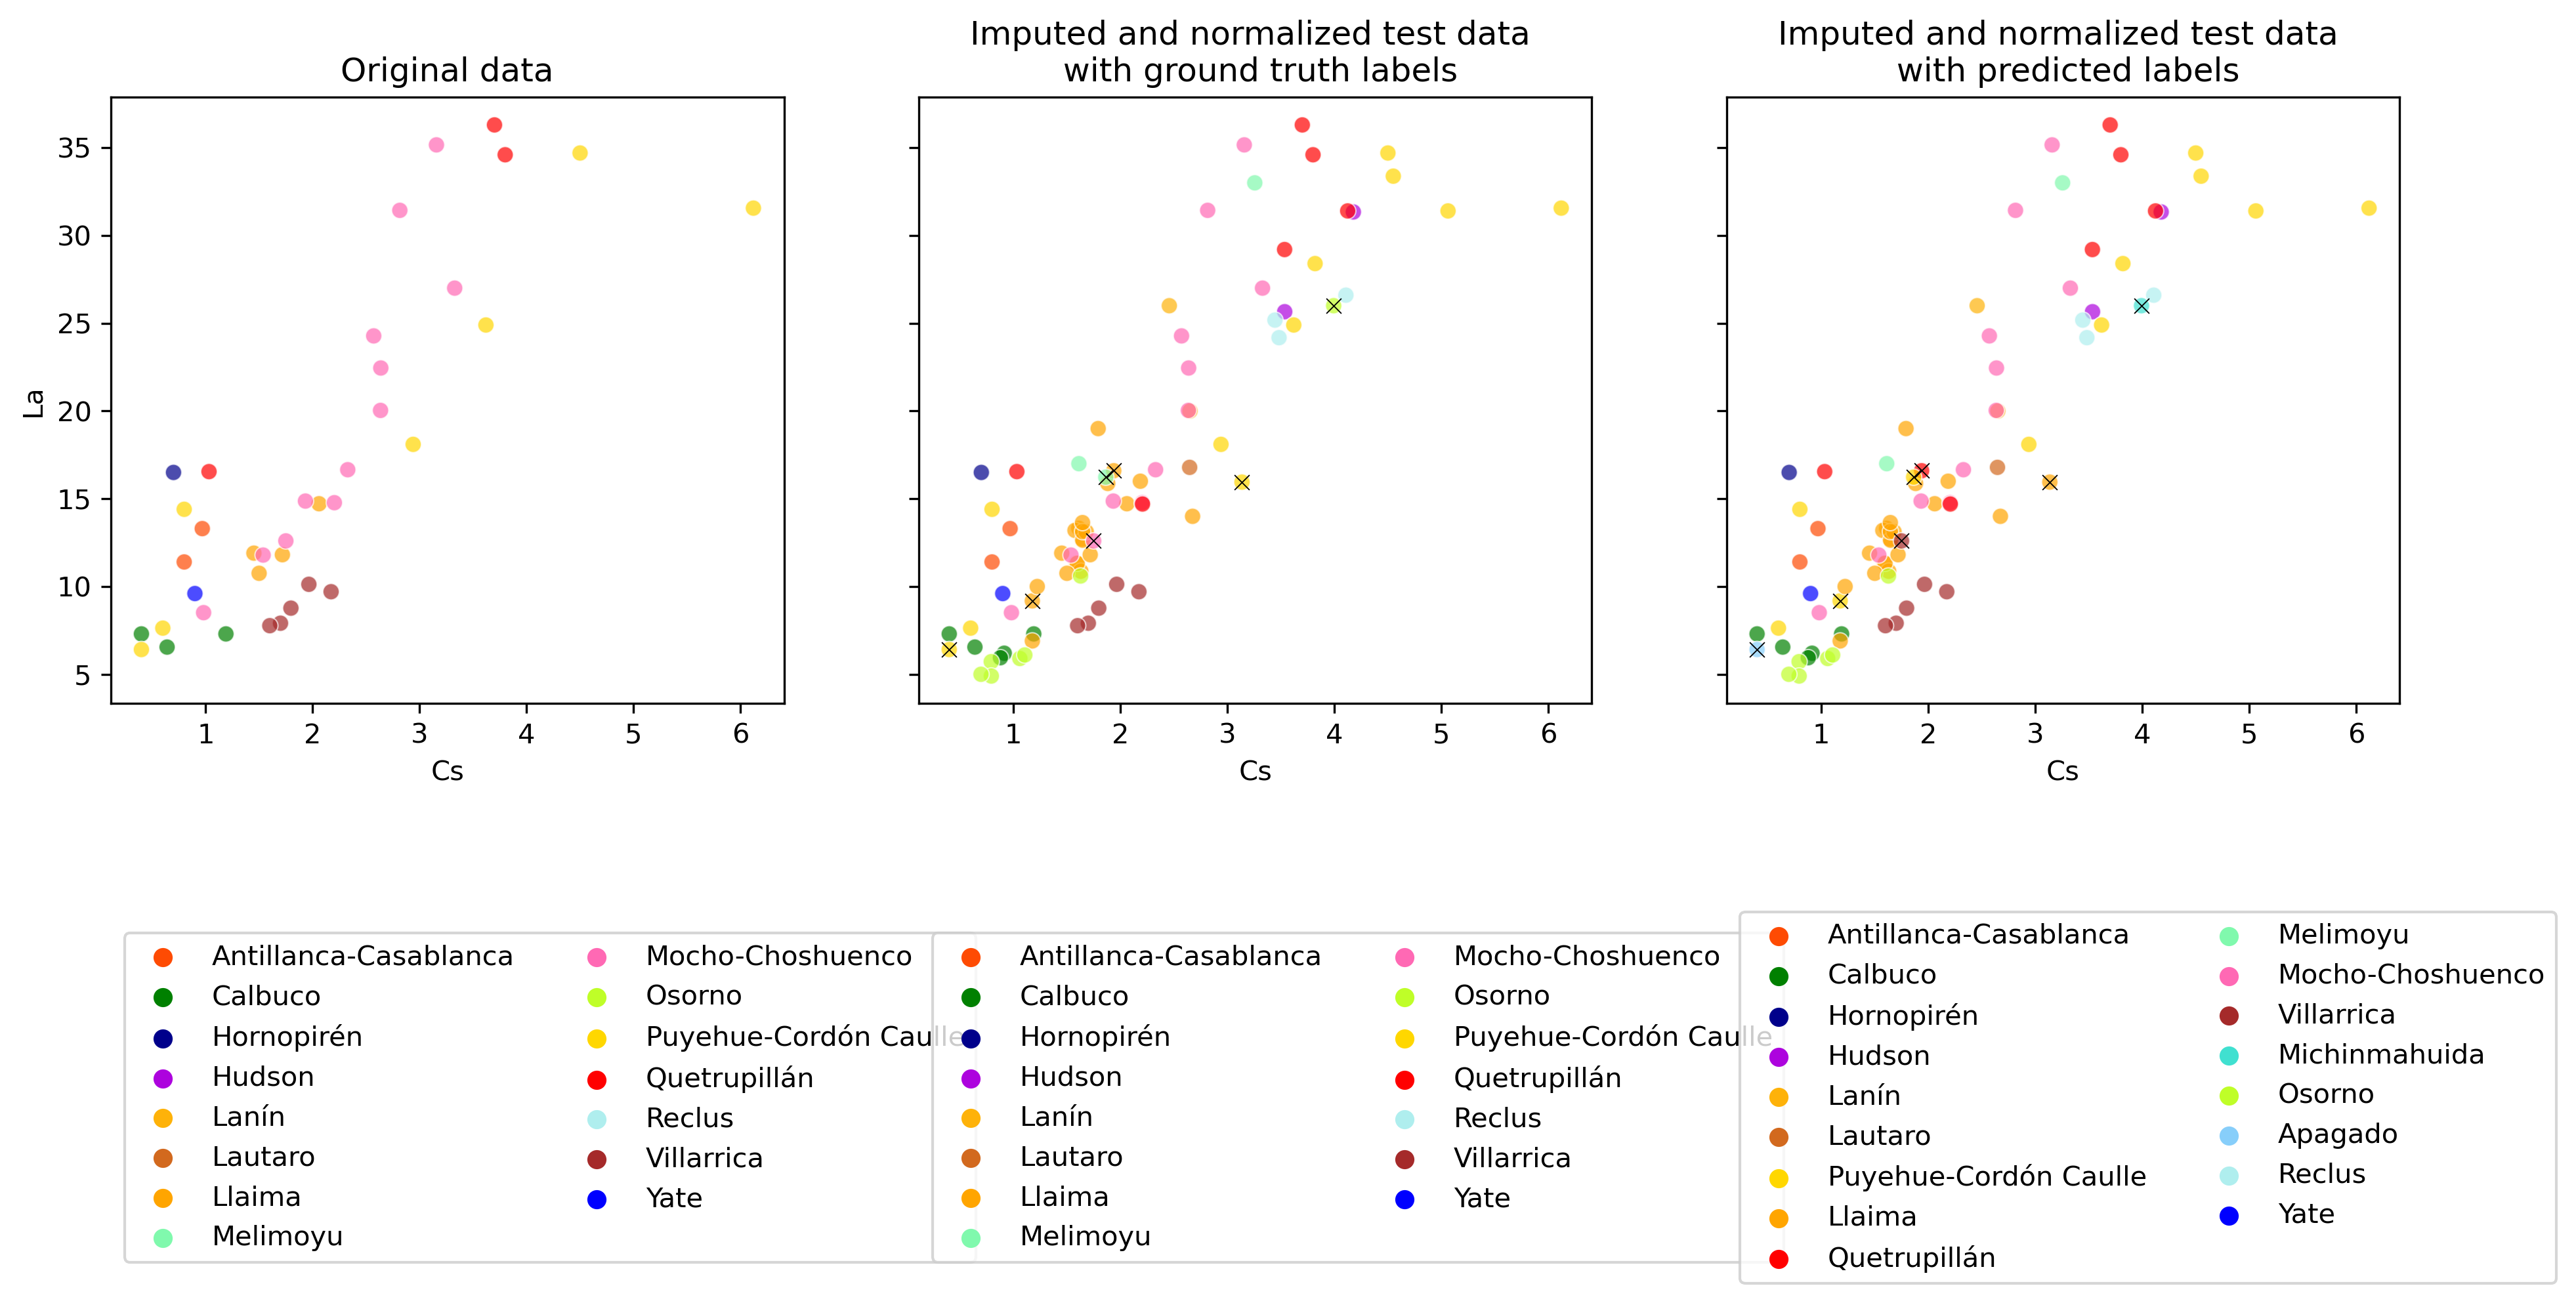 Original data
Imputed and normalized test data
with ground truth labels
Imputed and normalized test data
with predicted labels
La
35
30
25
20
15
10
5
1 2 3 4 5 6
Cs
1 2 3 4 5 6
Cs
1 2 3 4 5 6
Cs
Antillanca-Casablanca
Calbuco
Hornopirén
Hudson
Lanín
Lautaro
Llaima
Melimoyu
Mocho-Choshuenco
Osorno
Puyehue-Cordón Caulle
Quetrupillán
Reclus
Villarrica
Yate
Antillanca-Casablanca
Calbuco
Hornopirén
Hudson
Lanín
Lautaro
Llaima
Melimoyu
Mocho-Choshuenco
Osorno
Puyehue-Cordón Caulle
Quetrupillán
Reclus
Villarrica
Yate
Antillanca-Casablanca
Calbuco
Hornopirén
Hudson
Lanín
Lautaro
Puyehue-Cordón Caulle
Llaima
Quetrupillán
Melimoyu
Mocho-Choshuenco
Villarrica
Michinmahuida
Osorno
Apagado
Reclus
Yate